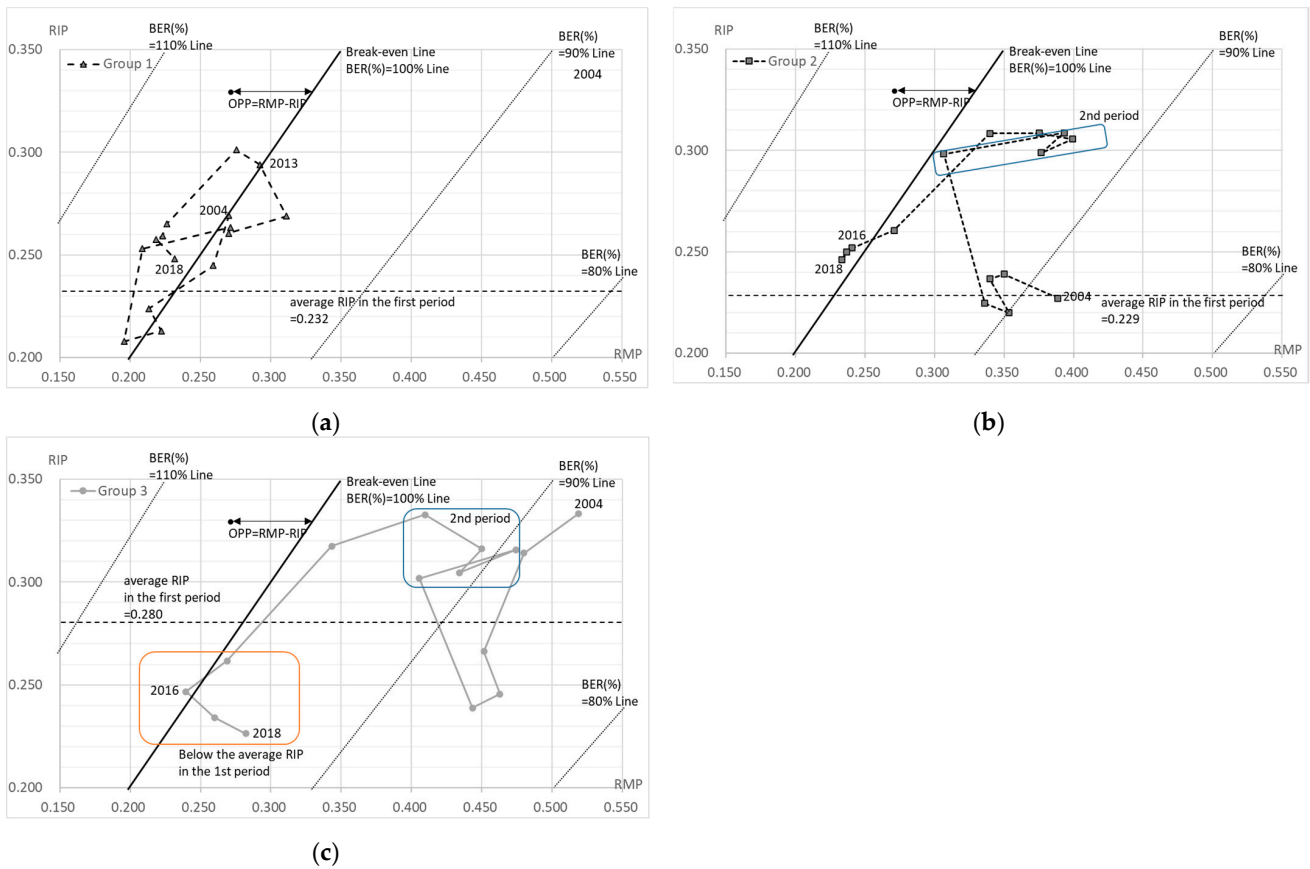 RIP
BER(%)
=110% Line
0.350
Group 1
Break-even Line
BER(%)=100% Line
BER(%)
=90% Line
2004
OPP=RMP-RIP
0.300
2013
2004
0.250
2018
BER(%)
=80% Line
average RIP in the first period
=0.232
0.200
RMP
0.150 0.200 0.250 0.300 0.350 0.400 0.450 0.500 0.550
(a)
RIP
BER(%)
=110% Line
0.350
Group 2
Break-even Line
BER(%)=100% Line
BER(%)
=90% Line
OPP=RMP-RIP
2nd period
0.300
2016
0.250
2018
BER(%)
=80% Line
2004
average RIP in the first period
=0.229
0.200
RMP
0.150 0.200 0.250 0.300 0.350 0.400 0.450 0.500 0.550
(b)
RIP
BER(%)
=110% Line
0.350
Group 3
Break-even Line
BER(%)=100% Line
BER(%)
=90% Line
2004
OPP=RMP-RIP
2nd period
0.300
average RIP
in the first period
=0.280
0.250
2016
2018
BER(%)
=80% Line
Below the average RIP
in the 1st period
0.200
RMP
0.150 0.200 0.250 0.300 0.350 0.400 0.450 0.500 0.550
(c)